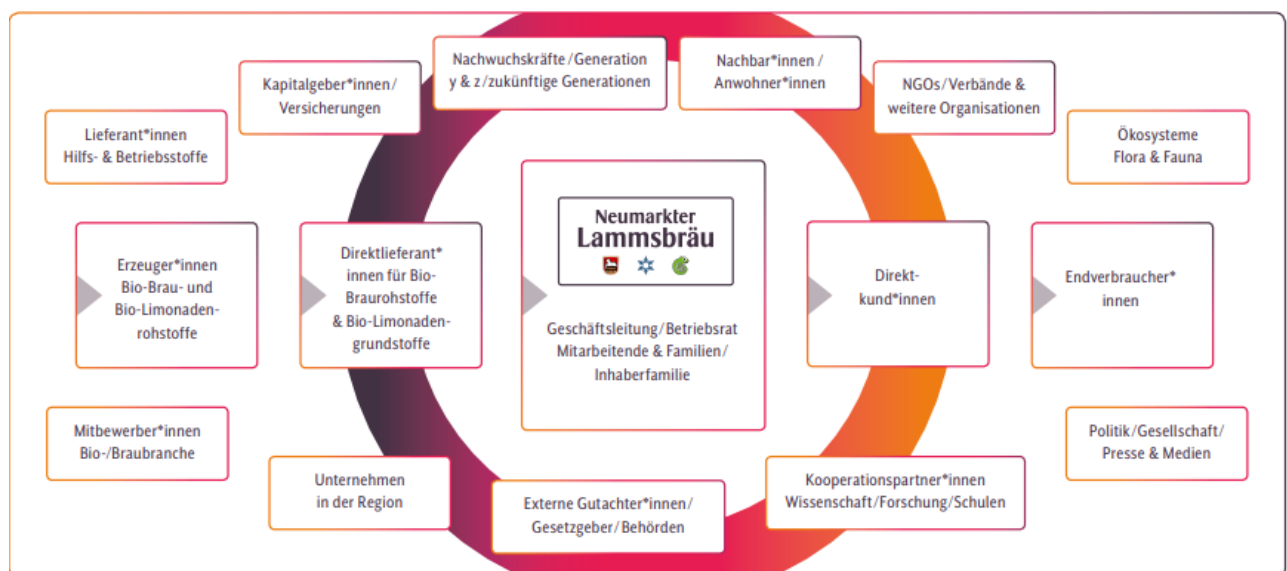 Nachwuchskräfte/Generation
y & z/zukünftige Generationen
Nachbar*innen /
Anwohner*innen
Kapitalgeber*innen/
Versicherungen
NGOs/Verbände &
weitere Organisationen
Lieferant*innen
Hilfs- & Betriebsstoffe
Ökosysteme
Flora & Fauna
Erzeuger*innen
Bio-Brau- und
Bio-Limonaden-
rohstoffe
Direktlieferant*
innen für Bio-
Braurohstoffe
& Bio-Limonaden-
grundstoffe
Neumarkter
Lammsbräu
Geschäftsleitung/Betriebsrat
Mitarbeitende & Familien/
Inhaberfamilie
Direkt-
kund*innen
Endverbraucher*
innen
Mitbewerber*innen
Bio-/Braubranche
Politik/Gesellschaft/
Presse & Medien
Unternehmen
in der Region
Externe Gutachter*innen/
Gesetzgeber/Behörden
Kooperationspartner*innen
Wissenschaft/Forschung/Schulen